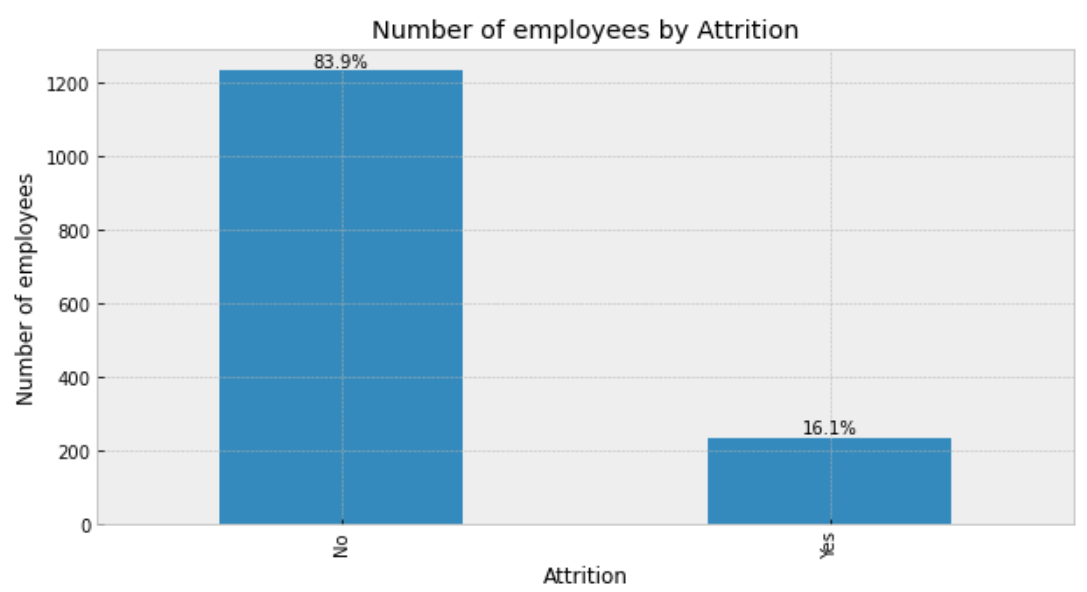 Number of employees by Attrition
83.9%
16.1%
Number of employees
1200
1000
800
600
400
200
0
No
Yes
Attrition